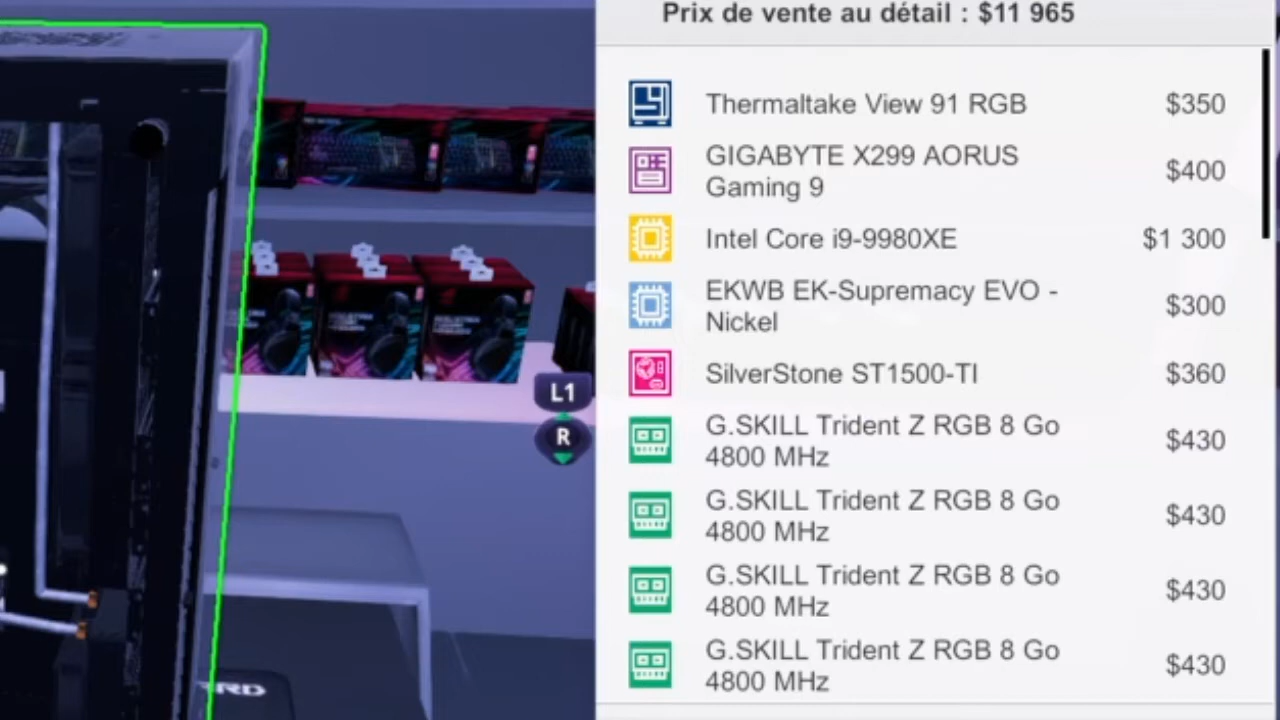 Prix de vente au détail : $11 965
Thermaltake View 91 RGB $350
GIGABYTE X299 AORUS
Gaming 9 $400
Intel Core i9-9980XE $1 300
EKWB EK-Supremacy EVO -
Nickel $300
SilverStone ST1500-TI $360
G.SKILL Trident Z RGB 8 Go
4800 MHz $430
G.SKILL Trident Z RGB 8 Go
4800 MHz $430
G.SKILL Trident Z RGB 8 Go
4800 MHz $430
G.SKILL Trident Z RGB 8 Go
4800 MHz $430
L1
R